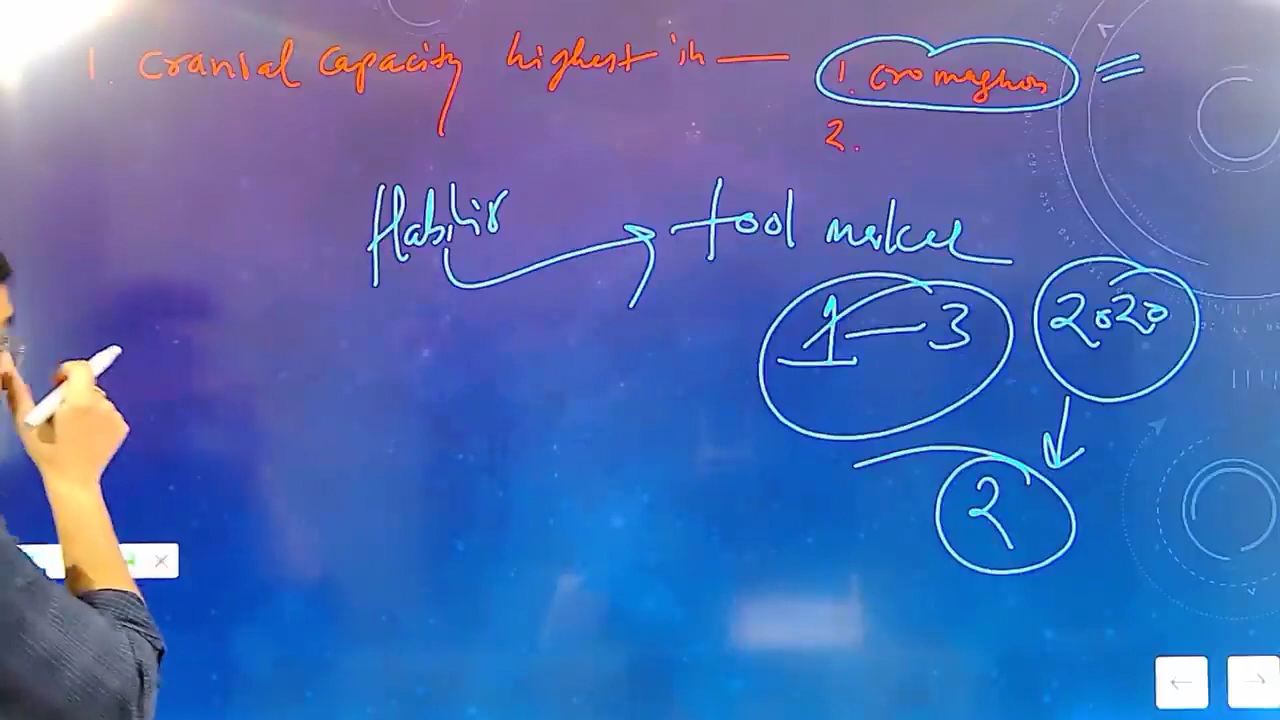 1. Cranial capacity highest in — 1. cromagnon =
2.
Habilis → tool maker
1 — 3 2020
2